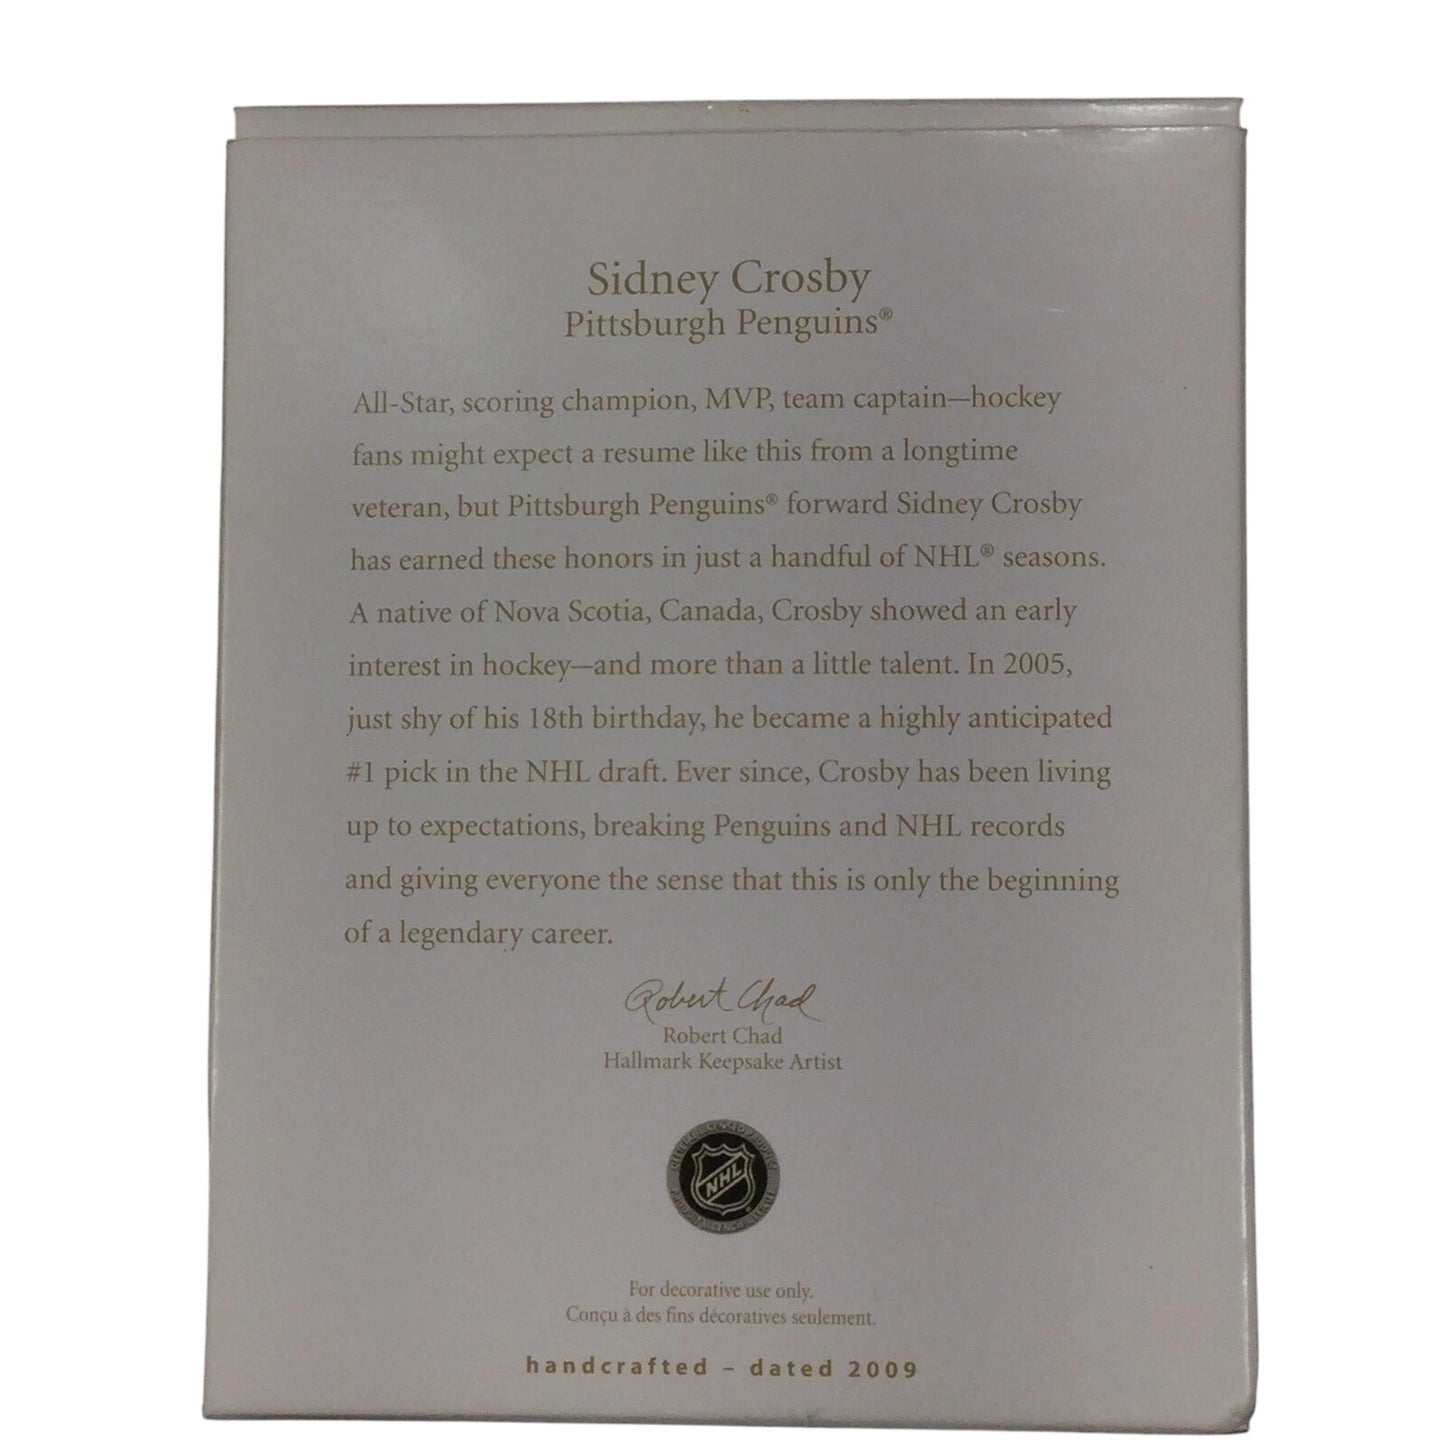 Sidney Crosby
Pittsburgh Penguins®
All-Star, scoring champion, MVP, team captain—hockey
fans might expect a resume like this from a longtime
veteran, but Pittsburgh Penguins® forward Sidney Crosby
has earned these honors in just a handful of NHL® seasons.
A native of Nova Scotia, Canada, Crosby showed an early
interest in hockey—and more than a little talent. In 2005,
just shy of his 18th birthday, he became a highly anticipated
#1 pick in the NHL draft. Ever since, Crosby has been living
up to expectations, breaking Penguins and NHL records
and giving everyone the sense that this is only the beginning
of a legendary career.
Robert Chad
Robert Chad
Hallmark Keepsake Artist
NHL
For decorative use only.
Conçu à des fins décoratives seulement.
handcrafted – dated 2009